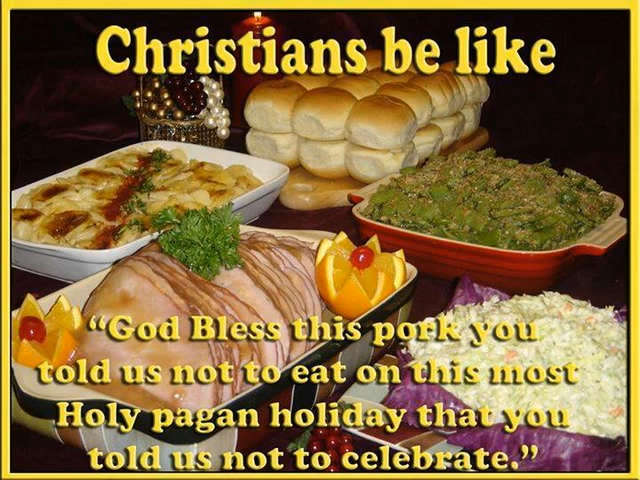 Christians be like
“God Bless this pork you
told us not to eat on this most
Holy pagan holiday that you
told us not to celebrate.”